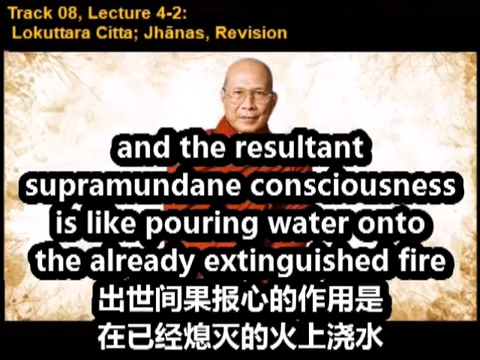 Track 08, Lecture 4-2:
Lokuttara Citta; Jhānas, Revision
and the resultant
supramundane consciousness
is like pouring water onto
the already extinguished fire
出世间果报心的作用是
在已经熄灭的火上浇水